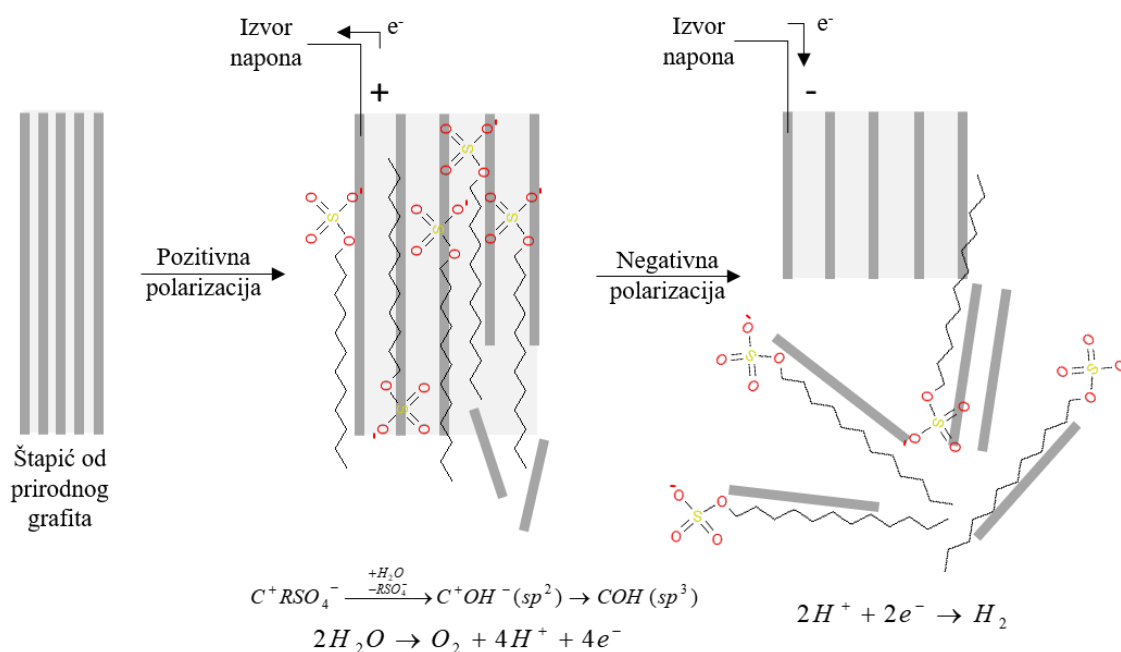 Izvor
napona
e⁻
+
Izvor
napona
e⁻
-
Pozitivna
polarizacija
Negativna
polarizacija
Štapić od
prirodnog
grafita
O O O O⁻ S
O O O O⁻ S
O O O O⁻ S
O O O O⁻ S
O O O O⁻ S
O O O O⁻ S
O O O O⁻ S
O O O O⁻ S
O O O O S
+H₂O
-RSO₄⁻
C⁺RSO₄⁻ → C⁺OH⁻(sp²) → COH (sp³)
2H₂O → O₂ + 4H⁺ + 4e⁻
2H⁺ + 2e⁻ → H₂